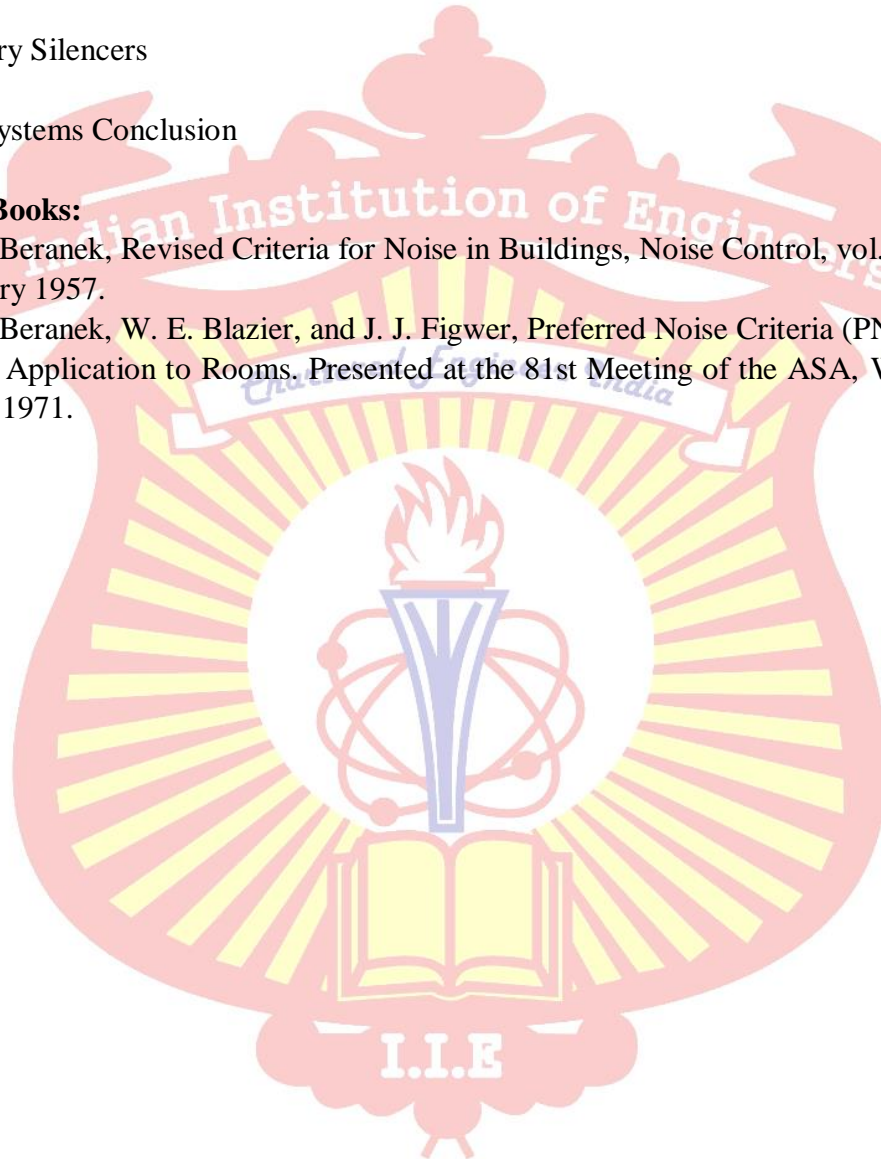 ry Silencers
ystems Conclusion
Books:
Beranek, Revised Criteria for Noise in Buildings, Noise Control, vol.
ry 1957.
Beranek, W. E. Blazier, and J. J. Figwer, Preferred Noise Criteria (PN
Application to Rooms. Presented at the 81st Meeting of the ASA, V
1971.
Indian Institution of Engineers
Chartered Engineers India
I.I.E